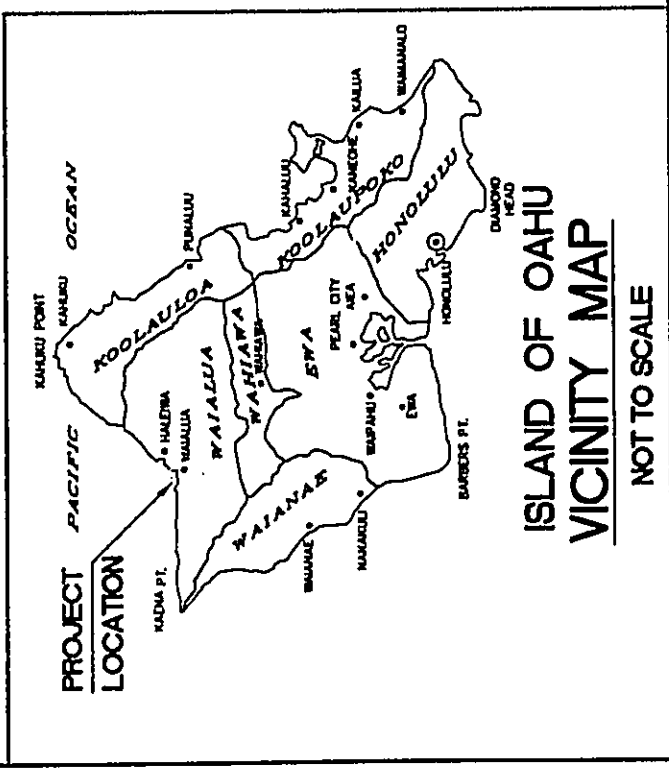 KAHUKU POINT
KAHUKU
PACIFIC
OCEAN
PROJECT
LOCATION
KAENA PT.
HALEIWA
WAIALUA
KOOLAULOA
PUNALUU
WAIALUA
WAHIAWA
WAHIAWA
KAHALUU
KOOLAUPOKO
KANEOHE
KAILUA
WAIMANALO
WAIANAE
WAIANAE
NANAKULI
EWA
PEARL CITY
AIEA
WAIPAHU
EWA
HONOLULU
HONOLULU
BARBERS PT.
DIAMOND
HEAD
ISLAND OF OAHU
VICINITY MAP
NOT TO SCALE